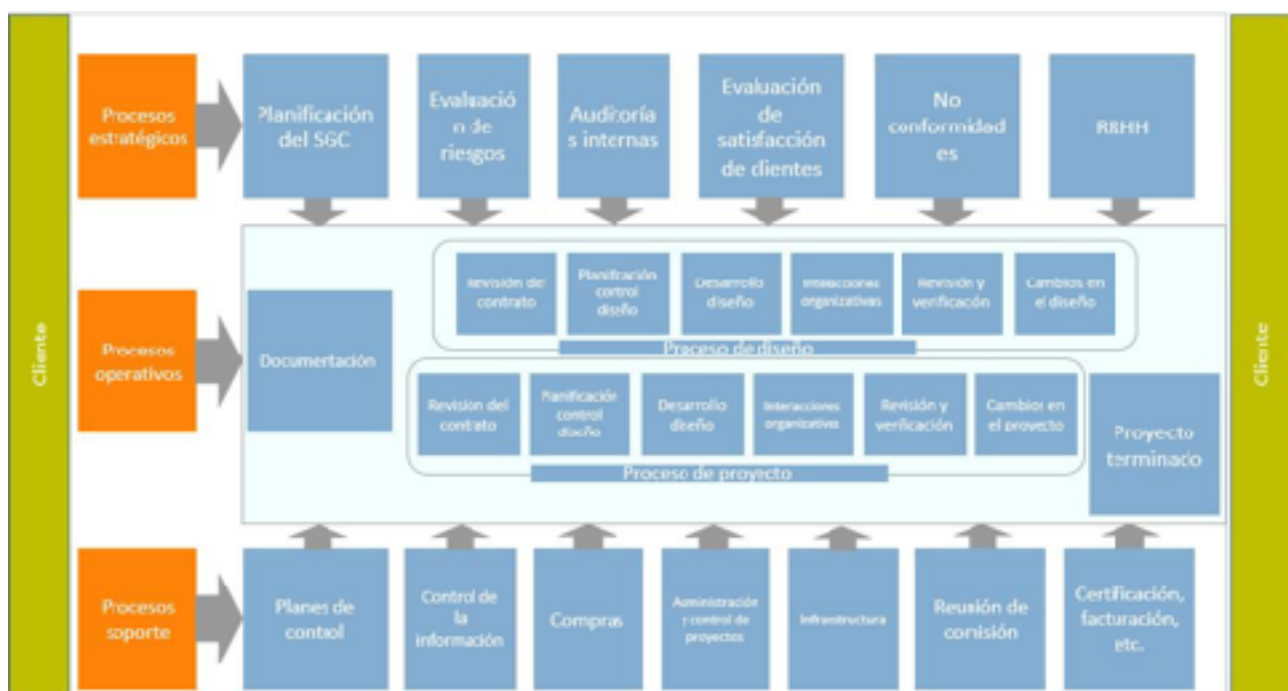 Cliente
Procesos
estratégicos
Planificación
del SGC
Evaluació
n de
riesgos
Auditoría
s internas
Evaluación
de
satisfacción
de clientes
No
conformidad
es
RRHH
Procesos
operativos
Documentación
Revisión del
contrato
Planificación
control
diseño
Desarrollo
diseño
Interacciones
organizativas
Revisión y
verificación
Cambios en
el diseño
Proceso de diseño
Revisión del
contrato
Planificación
control
diseño
Desarrollo
diseño
Interacciones
organizativas
Revisión y
verificación
Cambios en
el proyecto
Proceso de proyecto
Proyecto
terminado
Procesos
soporte
Planes de
control
Control de
la
información
Compras
Administración
y control de
proyectos
Infraestructura
Reunión de
comisión
Certificación,
facturación,
etc.
Cliente